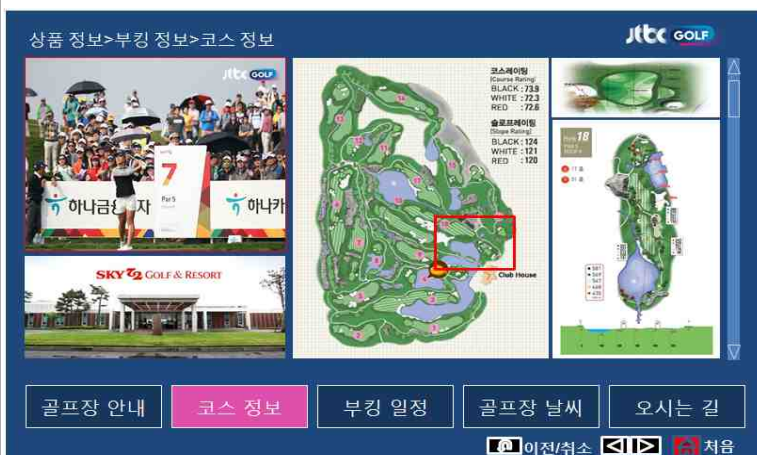 상품 정보>부킹 정보>코스 정보
JTBC GOLF
JTBC GOLF
7
Par 5
하나금융
자
하나
SKY72 GOLF & RESORT
코스레이팅
(Course Rating)
BLACK : 73.9
WHITE : 72.3
RED : 72.6
슬로프레이팅
(Slope Rating)
BLACK : 124
WHITE : 121
RED : 120
Club House
18
골프장 안내
코스 정보
부킹 일정
골프장 날씨
오시는 길
이전/취소
처음